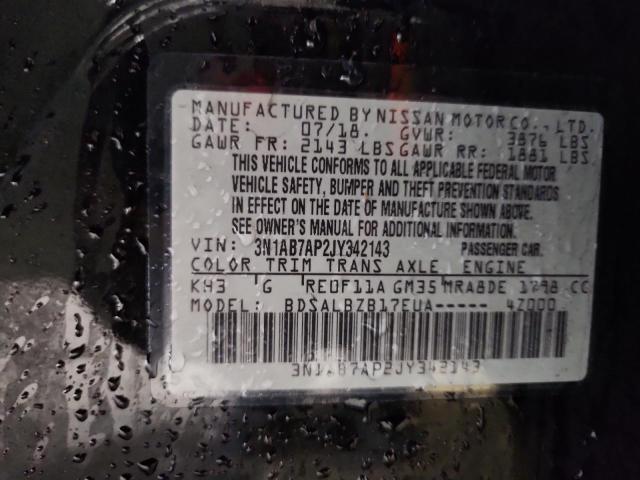 MANUFACTURED BY NISSAN MOTOR CO., LTD.
DATE: 07/18. GVWR: 3876 LBS
GAWR FR: 2143 LBS GAWR RR: 1881 LBS
THIS VEHICLE CONFORMS TO ALL APPLICABLE FEDERAL MOTOR
VEHICLE SAFETY, BUMPER AND THEFT PREVENTION STANDARDS
IN EFFECT ON THE DATE OF MANUFACTURE SHOWN ABOVE.
SEE OWNER'S MANUAL FOR ADDITIONAL INFORMATION.
VIN: 3N1AB7AP2JY342143 PASSENGER CAR.
COLOR TRIM TRANS AXLE ENGINE
KH3 G RE0F11A GM35 MRA8DE 1798 CC
MODEL: BDSALBZB17EUA----- 4Z000
3N1AB7AP2JY342143